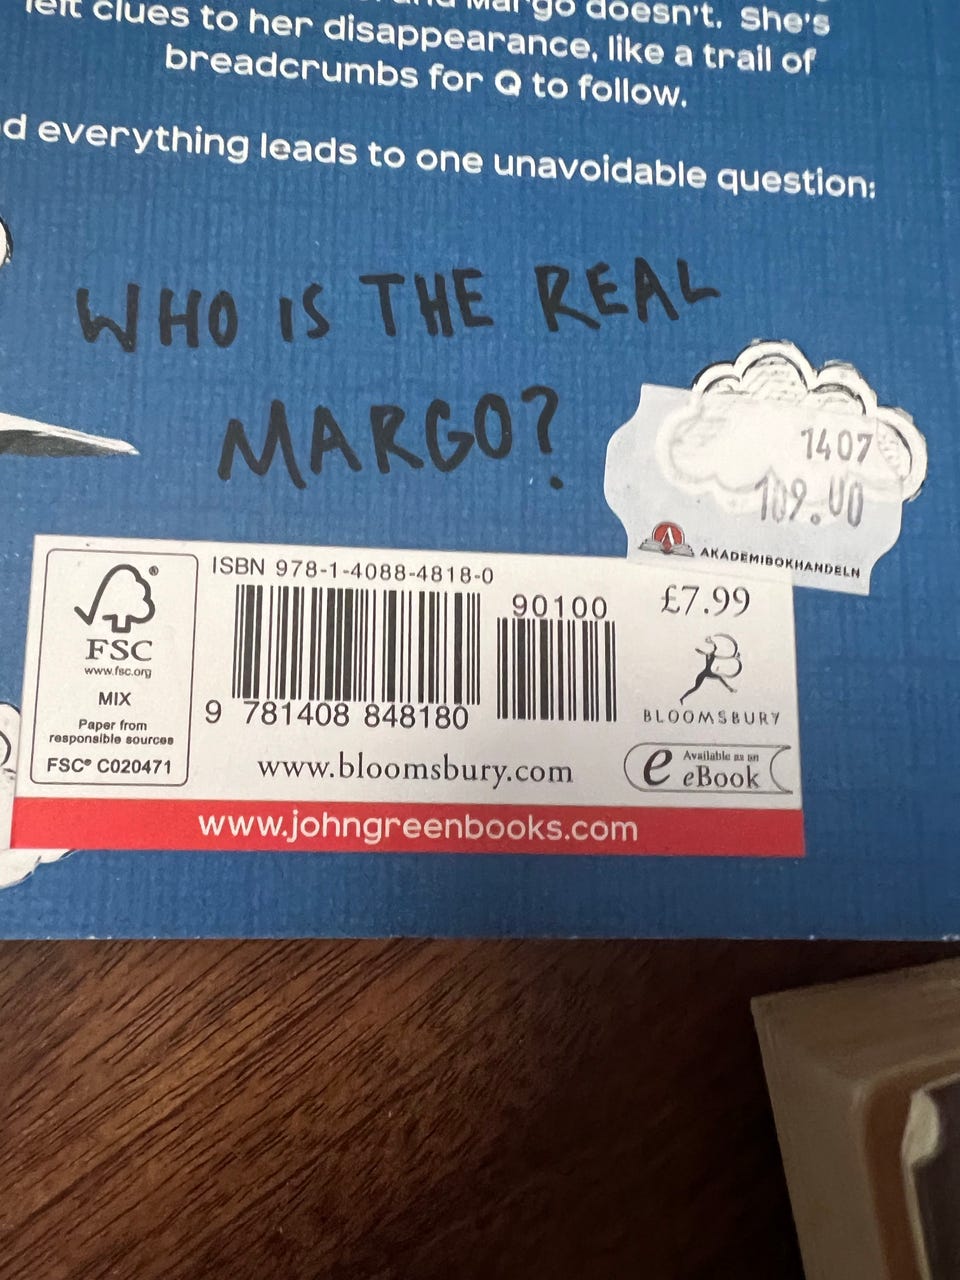 Margo doesn't. She's
left clues to her disappearance, like a trail of
breadcrumbs for Q to follow.
everything leads to one unavoidable question:
WHO IS THE REAL
MARGO?
1407
109.00
AKADEMIBOKHANDELN
ISBN 978-1-4088-4818-0
90100
£7.99
FSC
www.fsc.org
MIX
Paper from
responsible sources
FSC® C020471
9 781408 848180
BLOOMSBURY
www.bloomsbury.com
e Available as an
eBook
www.johngreenbooks.com